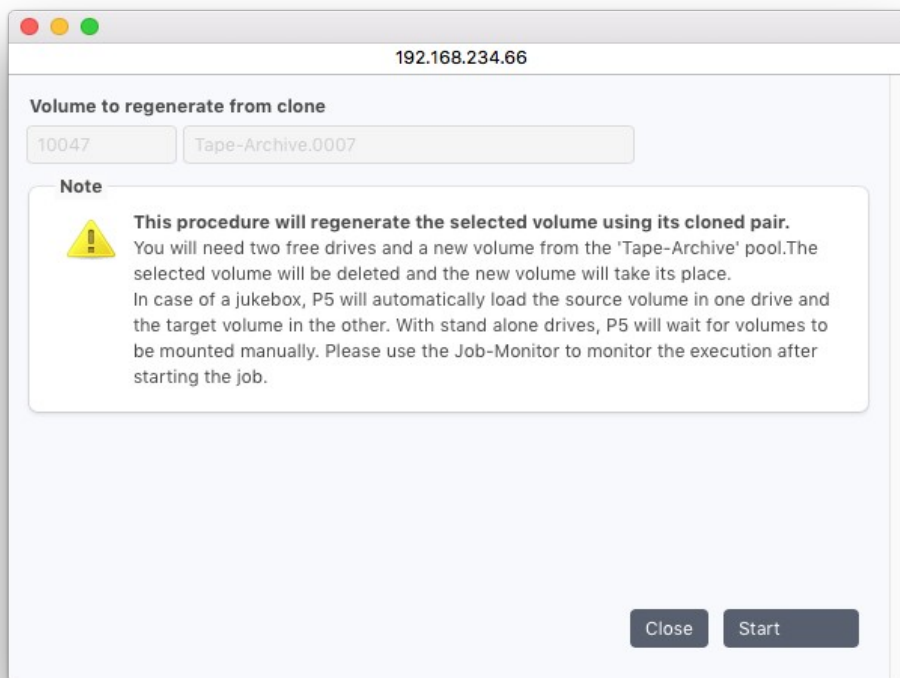 192.168.234.66
Volume to regenerate from clone
10047 Tape-Archive.0007
Note
This procedure will regenerate the selected volume using its cloned pair.
You will need two free drives and a new volume from the 'Tape-Archive' pool.The
selected volume will be deleted and the new volume will take its place.
In case of a jukebox, P5 will automatically load the source volume in one drive and
the target volume in the other. With stand alone drives, P5 will wait for volumes to
be mounted manually. Please use the Job-Monitor to monitor the execution after
starting the job.
Close Start